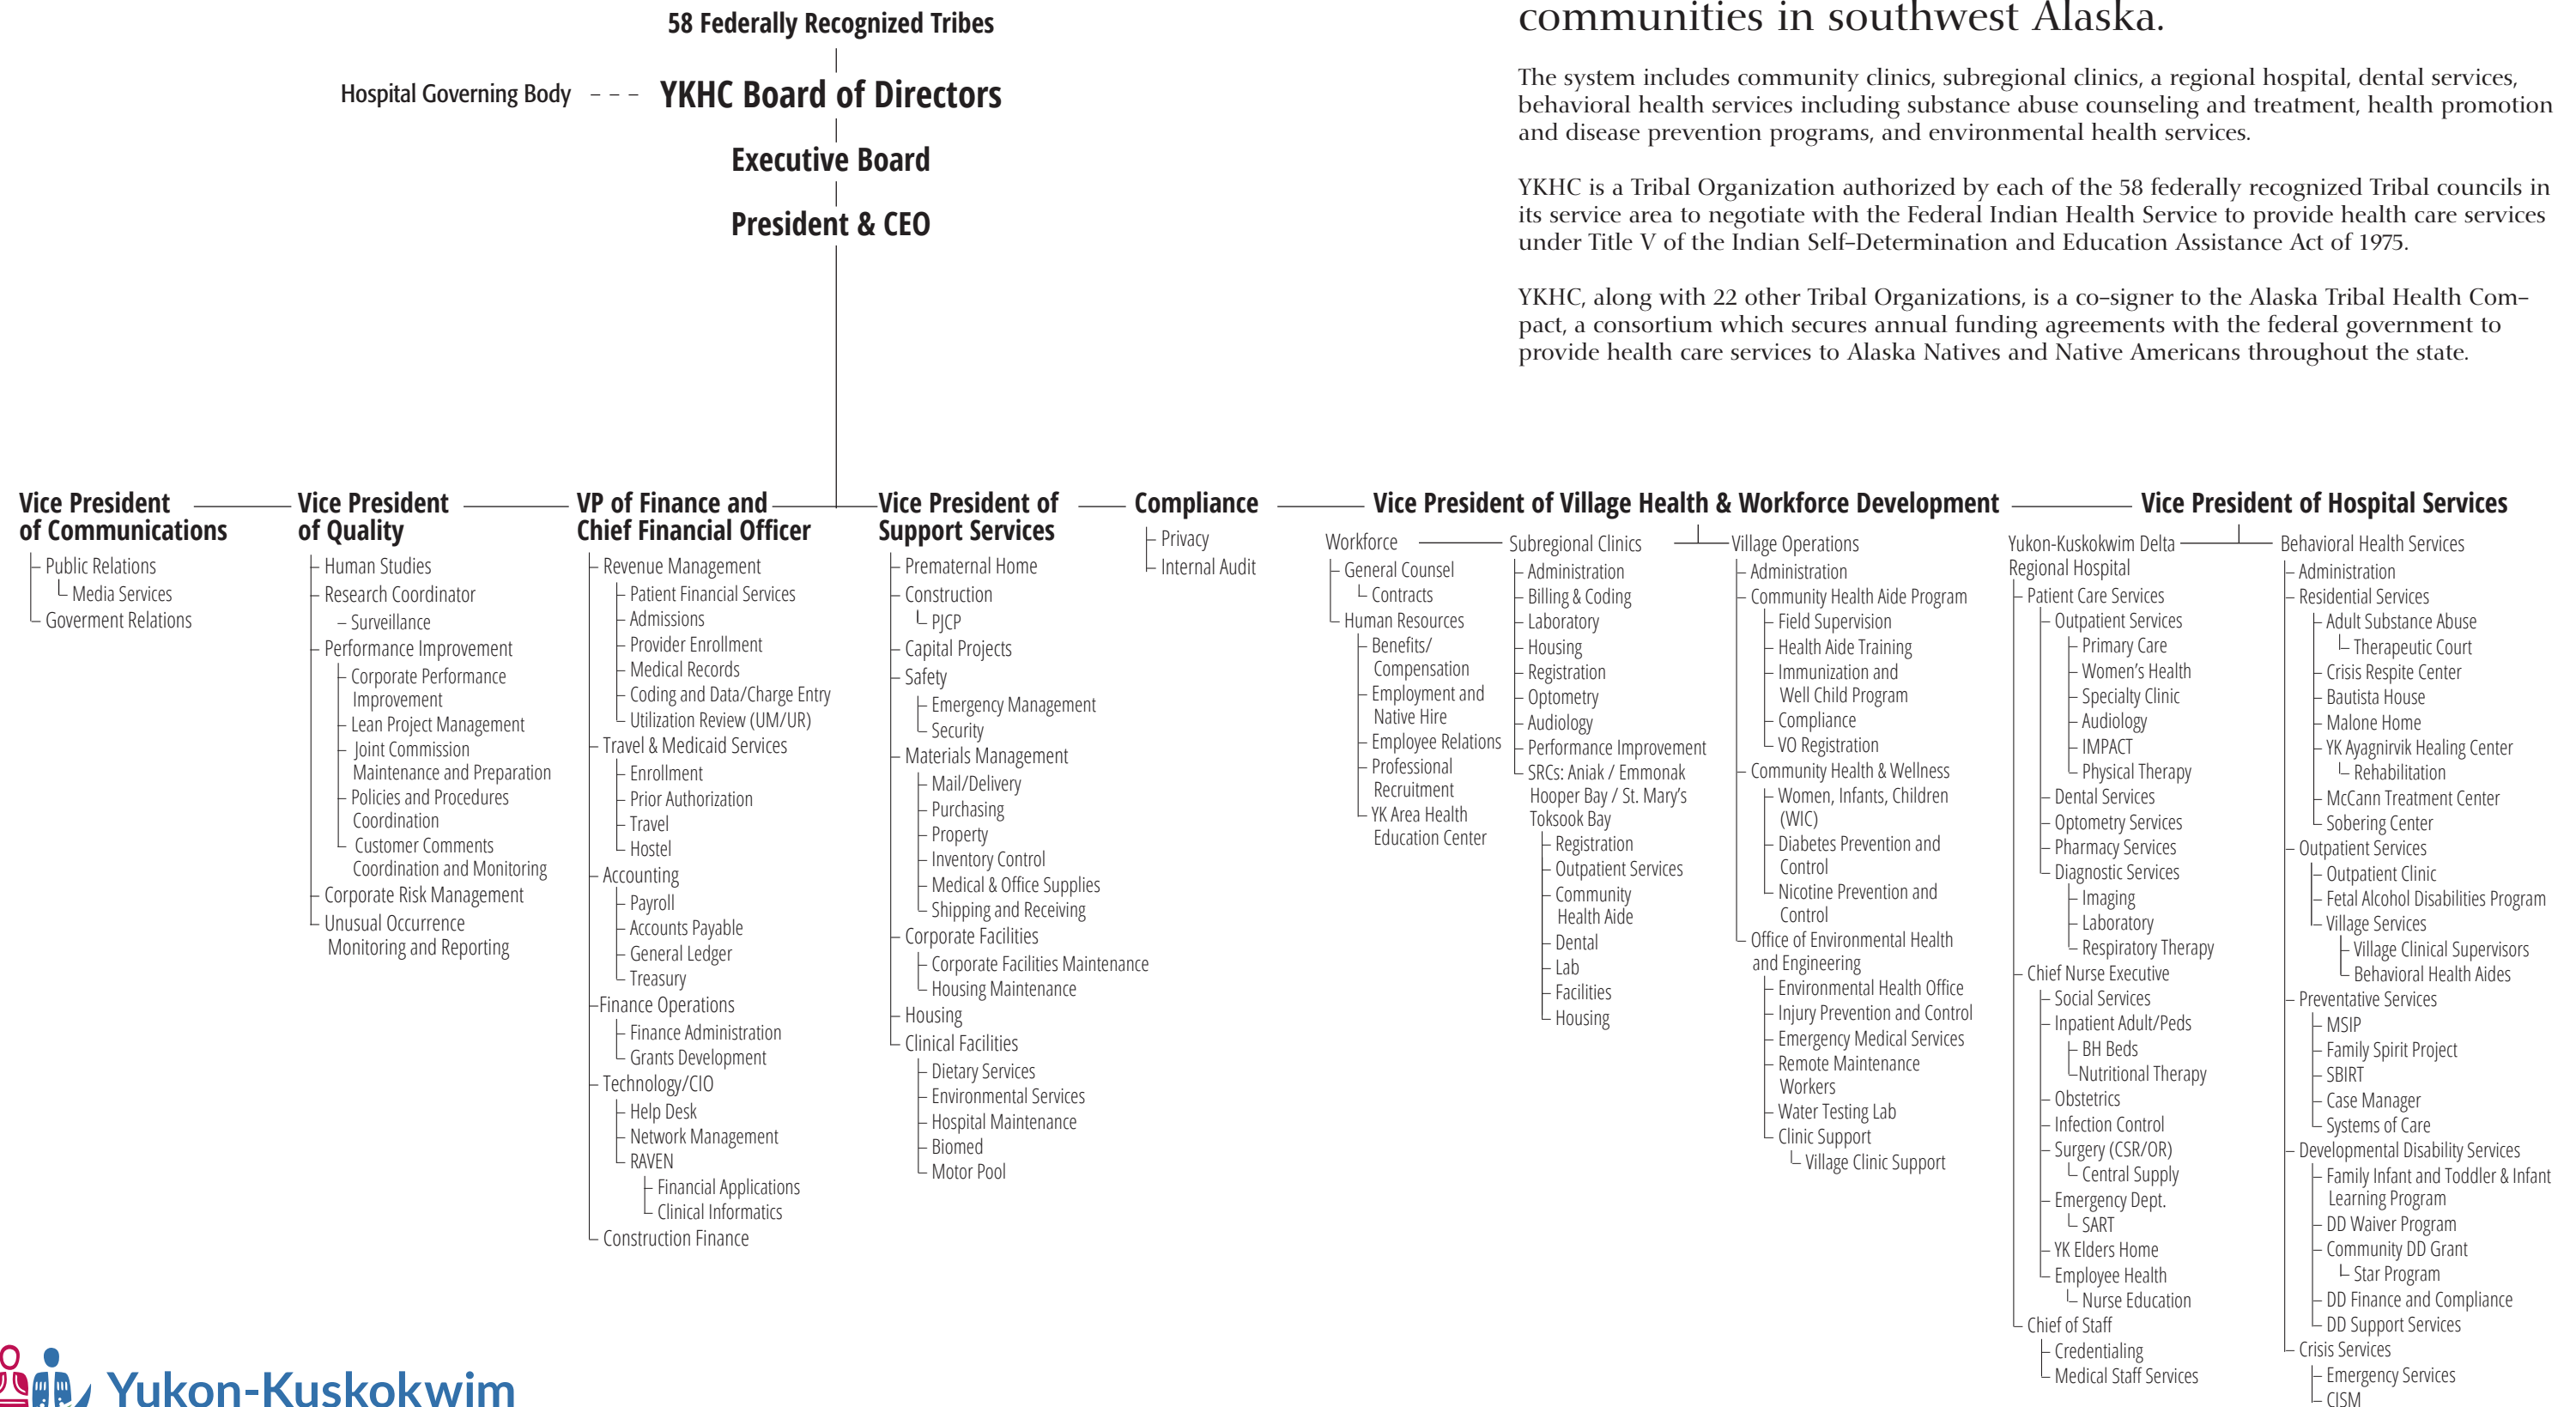 58 Federally Recognized Tribes
Hospital Governing Body
YKHC Board of Directors
Executive Board
President & CEO
communities in southwest Alaska.
The system includes community clinics, subregional clinics, a regional hospital, dental services,
behavioral health services including substance abuse counseling and treatment, health promotion
and disease prevention programs, and environmental health services.
YKHC is a Tribal Organization authorized by each of the 58 federally recognized Tribal councils in
its service area to negotiate with the Federal Indian Health Service to provide health care services
under Title V of the Indian Self-Determination and Education Assistance Act of 1975.
YKHC, along with 22 other Tribal Organizations, is a co-signer to the Alaska Tribal Health Com-
pact, a consortium which secures annual funding agreements with the federal government to
provide health care services to Alaska Natives and Native Americans throughout the state.
Vice President
of Communications
Public Relations
Media Services
Goverment Relations
Vice President
of Quality
Human Studies
Research Coordinator
– Surveillance
Performance Improvement
Corporate Performance
Improvement
Lean Project Management
Joint Commission
Maintenance and Preparation
Policies and Procedures
Coordination
Customer Comments
Coordination and Monitoring
Corporate Risk Management
Unusual Occurrence
Monitoring and Reporting
VP of Finance and
Chief Financial Officer
Revenue Management
Patient Financial Services
Admissions
Provider Enrollment
Medical Records
Coding and Data/Charge Entry
Utilization Review (UM/UR)
Travel & Medicaid Services
Enrollment
Prior Authorization
Travel
Hostel
Accounting
Payroll
Accounts Payable
General Ledger
Treasury
Finance Operations
Finance Administration
Grants Development
Technology/CIO
Help Desk
Network Management
RAVEN
Financial Applications
Clinical Informatics
Construction Finance
Vice President of
Support Services
Prematernal Home
Construction
PJCP
Capital Projects
Safety
Emergency Management
Security
Materials Management
Mail/Delivery
Purchasing
Property
Inventory Control
Medical & Office Supplies
Shipping and Receiving
Corporate Facilities
Corporate Facilities Maintenance
Housing Maintenance
Housing
Clinical Facilities
Dietary Services
Environmental Services
Hospital Maintenance
Biomed
Motor Pool
Compliance
Privacy
Internal Audit
Vice President of Village Health & Workforce Development
Workforce
General Counsel
Contracts
Human Resources
Benefits/
Compensation
Employment and
Native Hire
Employee Relations
Professional
Recruitment
YK Area Health
Education Center
Subregional Clinics
Administration
Billing & Coding
Laboratory
Housing
Registration
Optometry
Audiology
Performance Improvement
SRCs: Aniak / Emmonak
Hooper Bay / St. Mary's
Toksook Bay
Registration
Outpatient Services
Community
Health Aide
Dental
Lab
Facilities
Housing
Village Operations
Administration
Community Health Aide Program
Field Supervision
Health Aide Training
Immunization and
Well Child Program
Compliance
VO Registration
Community Health & Wellness
Women, Infants, Children
(WIC)
Diabetes Prevention and
Control
Nicotine Prevention and
Control
Office of Environmental Health
and Engineering
Environmental Health Office
Injury Prevention and Control
Emergency Medical Services
Remote Maintenance
Workers
Water Testing Lab
Clinic Support
Village Clinic Support
Vice President of Hospital Services
Yukon-Kuskokwim Delta
Regional Hospital
Patient Care Services
Outpatient Services
Primary Care
Women's Health
Specialty Clinic
Audiology
IMPACT
Physical Therapy
Dental Services
Optometry Services
Pharmacy Services
Diagnostic Services
Imaging
Laboratory
Respiratory Therapy
Chief Nurse Executive
Social Services
Inpatient Adult/Peds
BH Beds
Nutritional Therapy
Obstetrics
Infection Control
Surgery (CSR/OR)
Central Supply
Emergency Dept.
SART
YK Elders Home
Employee Health
Nurse Education
Chief of Staff
Credentialing
Medical Staff Services
Behavioral Health Services
Administration
Residential Services
Adult Substance Abuse
Therapeutic Court
Crisis Respite Center
Bautista House
Malone Home
YK Ayagnirvik Healing Center
Rehabilitation
McCann Treatment Center
Sobering Center
Outpatient Services
Outpatient Clinic
Fetal Alcohol Disabilities Program
Village Services
Village Clinical Supervisors
Behavioral Health Aides
Preventative Services
MSIP
Family Spirit Project
SBIRT
Case Manager
Systems of Care
Developmental Disability Services
Family Infant and Toddler & Infant
Learning Program
DD Waiver Program
Community DD Grant
Star Program
DD Finance and Compliance
DD Support Services
Crisis Services
Emergency Services
CISM
Yukon-Kuskokwim